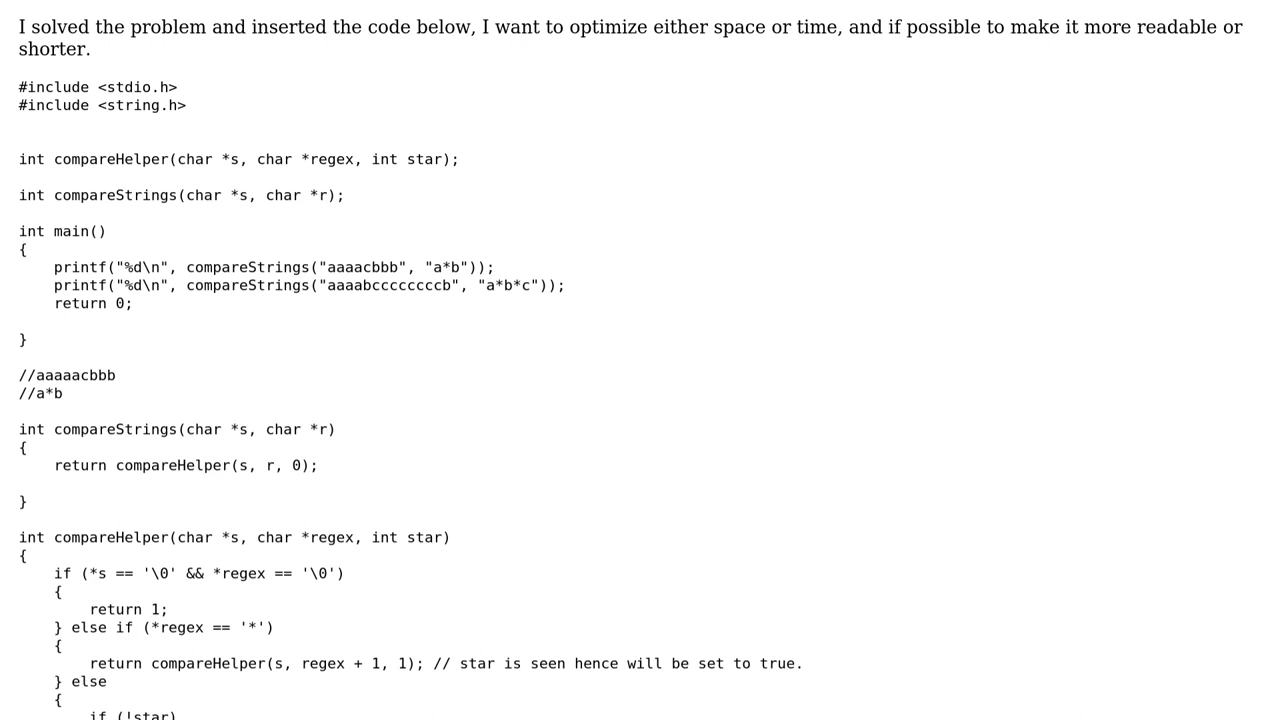 I solved the problem and inserted the code below, I want to optimize either space or time, and if possible to make it more readable or
shorter.
#include <stdio.h>
#include <string.h>
int compareHelper(char *s, char *regex, int star);
int compareStrings(char *s, char *r);
int main()
{
    printf("%d\n", compareStrings("aaaacbbb", "a*b"));
    printf("%d\n", compareStrings("aaaabccccccccb", "a*b*c"));
    return 0;
}
//aaaaacbbb
//a*b
int compareStrings(char *s, char *r)
{
    return compareHelper(s, r, 0);
}
int compareHelper(char *s, char *regex, int star)
{
    if (*s == '\0' && *regex == '\0')
    {
        return 1;
    } else if (*regex == '*')
    {
        return compareHelper(s, regex + 1, 1); // star is seen hence will be set to true.
    } else
    {
        if (!star)